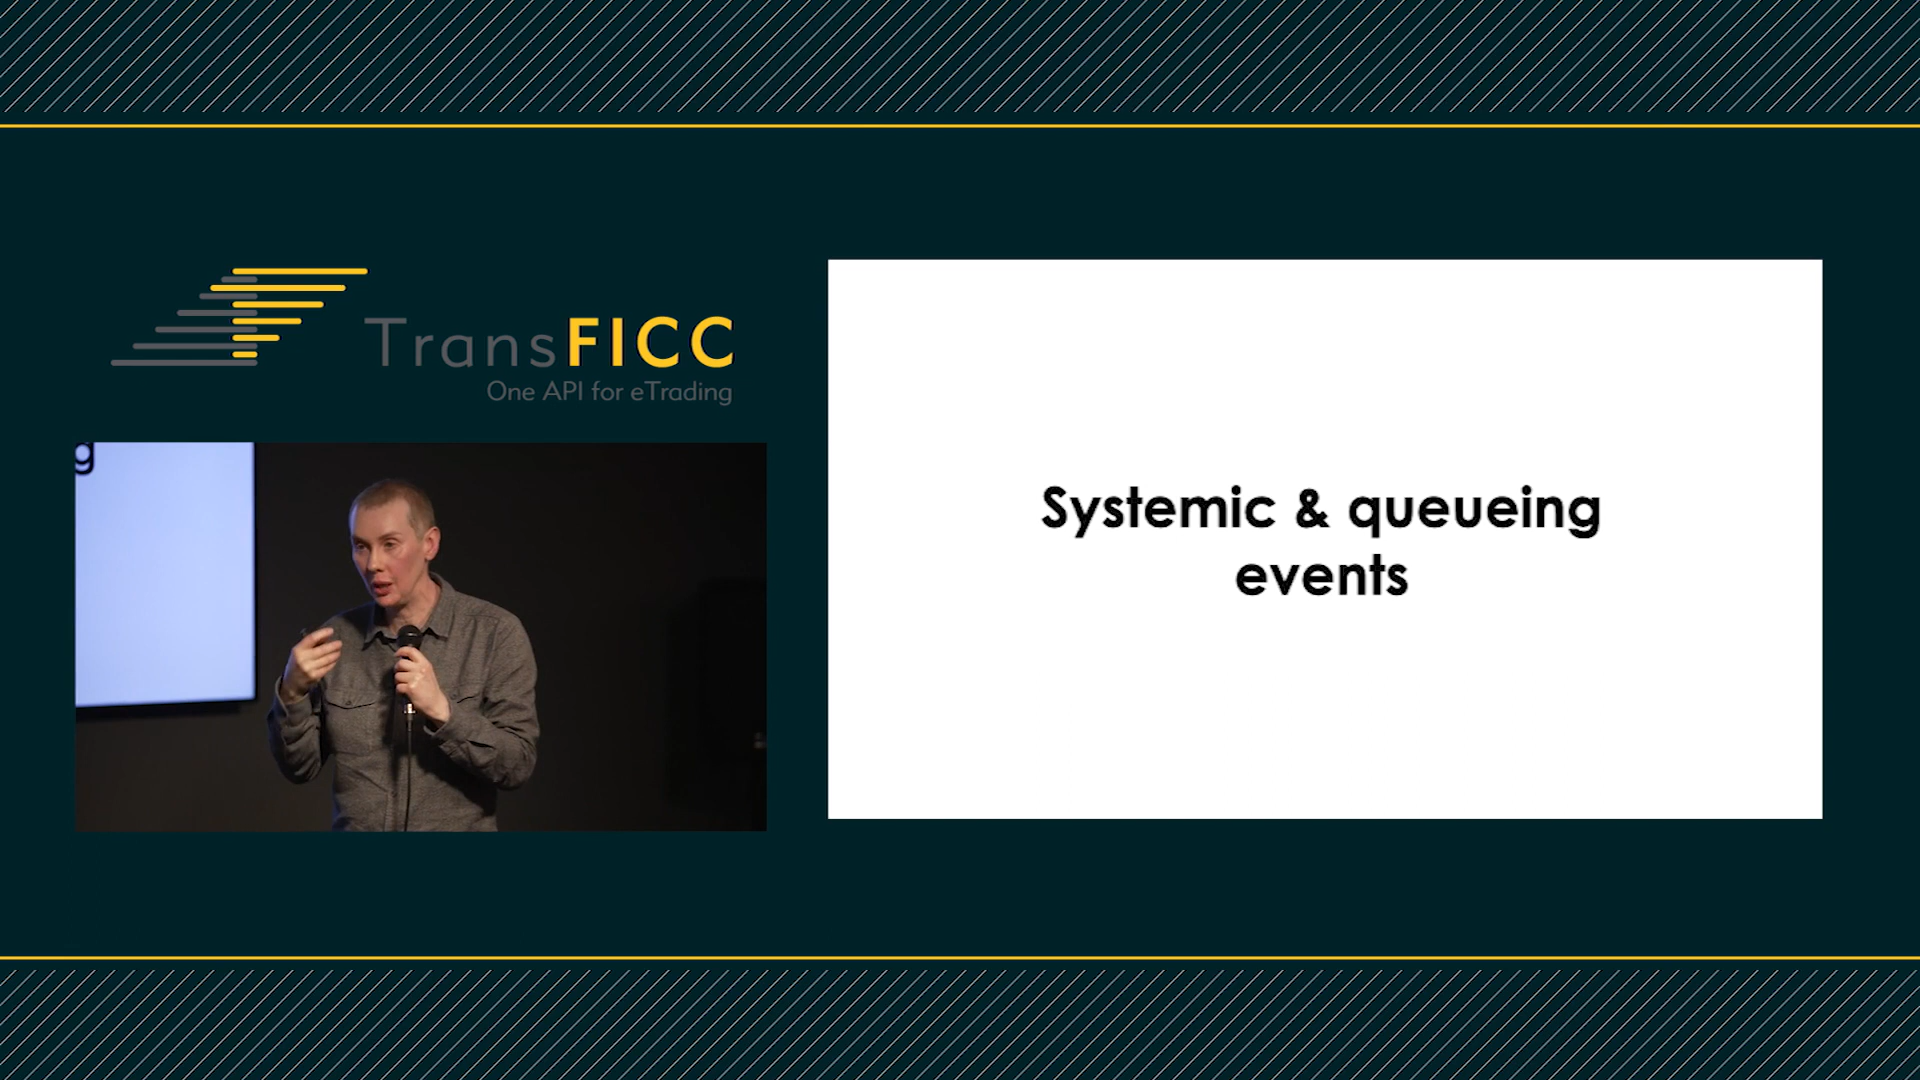 TransFICC
One API for eTrading
g
Systemic & queueing
events